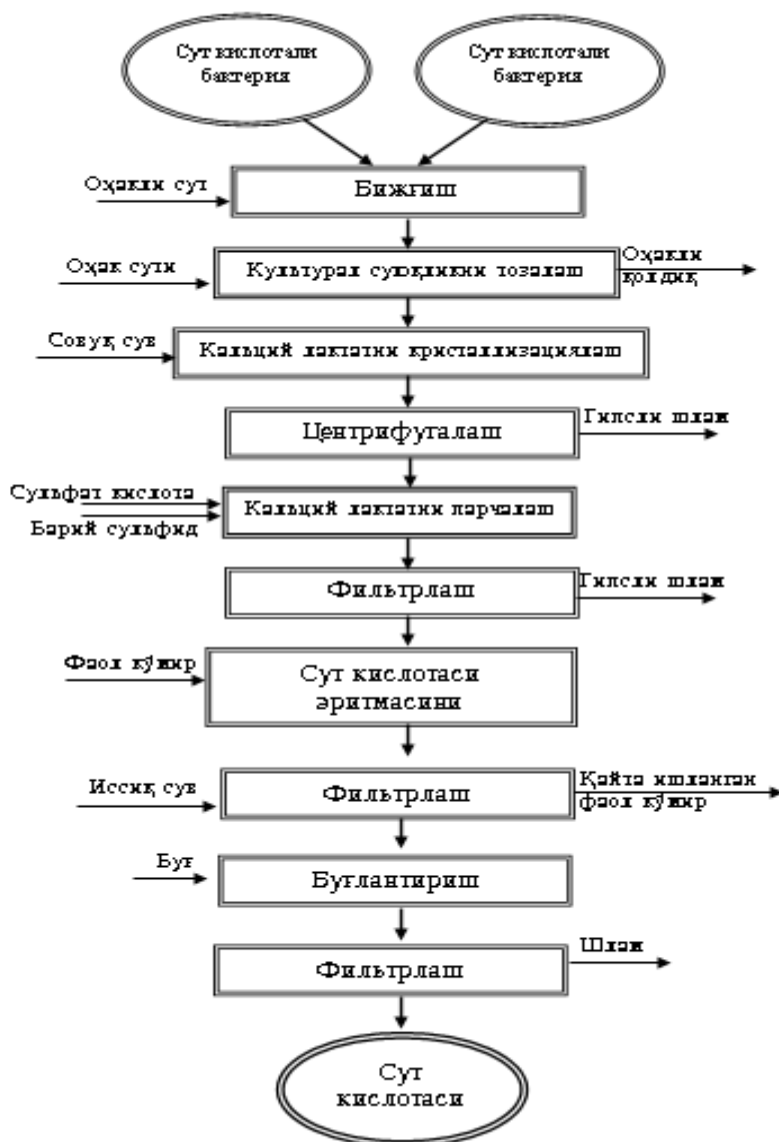 Сут кислотали
бактерия
Сут кислотали
бактерия
Оҳакли сут
Бижғиш
Оҳак сути
Культурал суюқликни тозалаш
Оҳакли
қолдиқ
Совуқ сув
Кальций лактатни кристаллизациялаш
Центрифугалаш
Гипсли шлам
Сульфат кислота
Барий сульфид
Кальций лактатни парчалаш
Фильтрлаш
Гипсли шлам
Фаол кўмир
Сут кислотаси
эритмасини
Иссиқ сув
Фильтрлаш
Қайта ишланган
фаол кўмир
Буғ
Буғлантириш
Фильтрлаш
Шлам
Сут
кислотаси